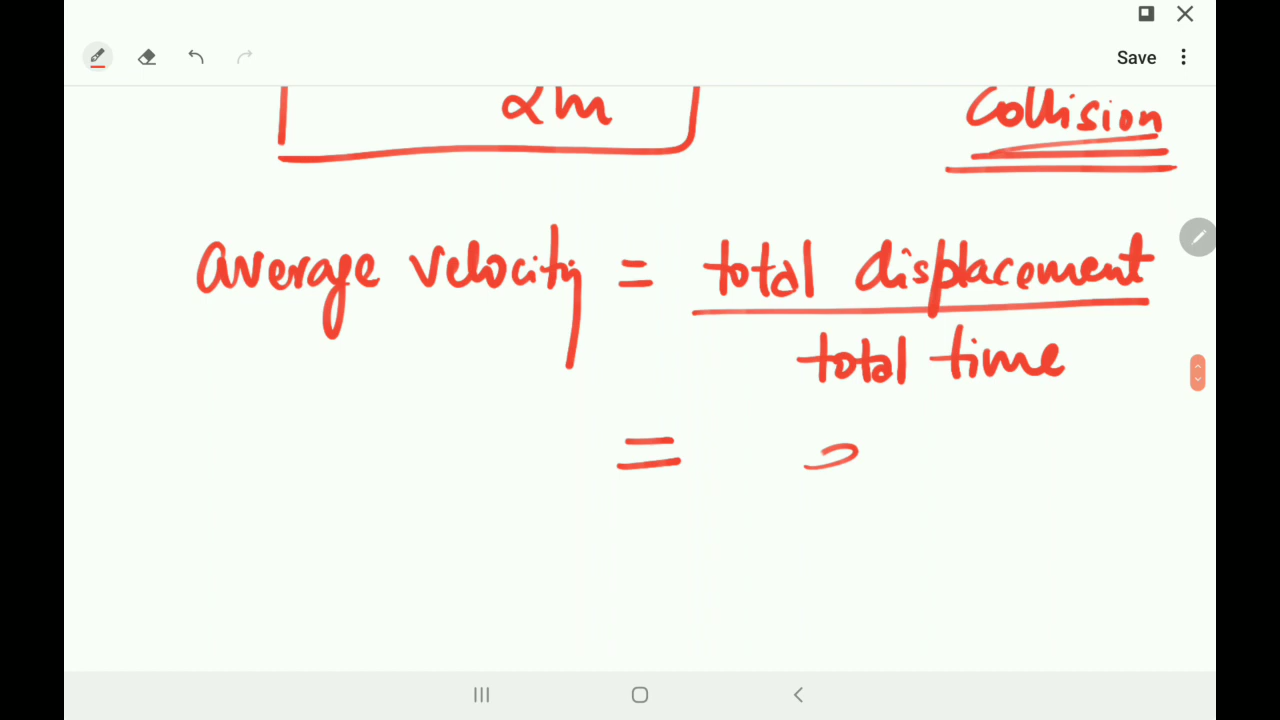 Save
αm
Collision
average velocity = total displacement
total time
=